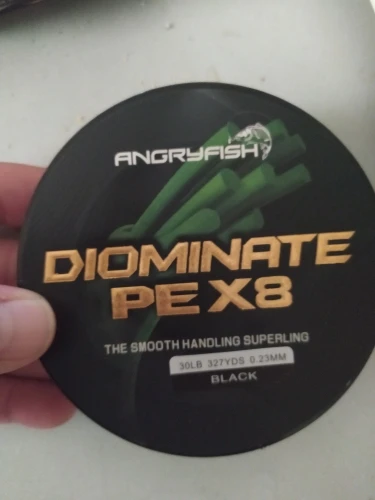 ANGRYFISH
DIOMINATE
PE X8
THE SMOOTH HANDLING SUPERLING
30LB 327YDS 0.23MM
BLACK